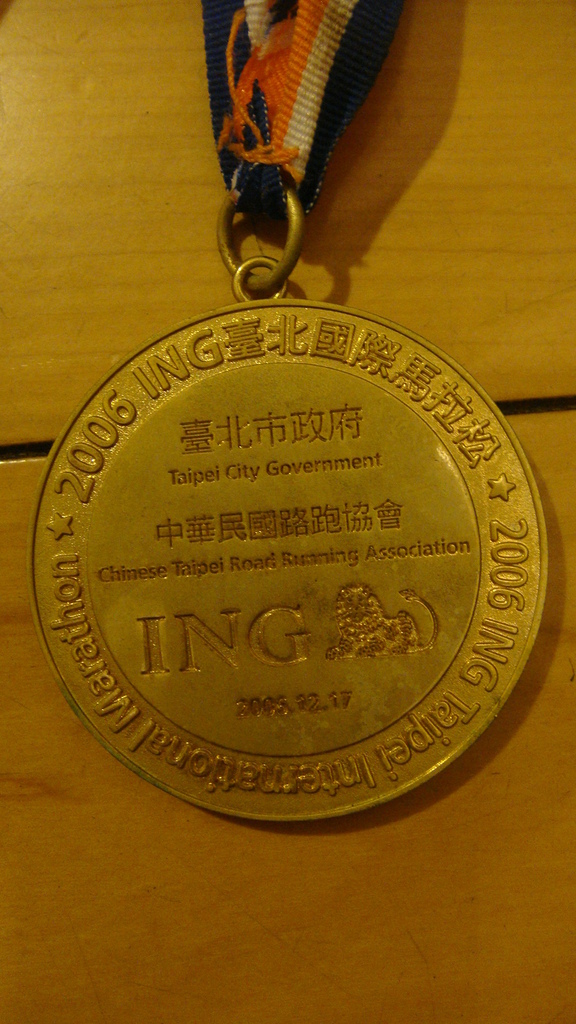 2006 ING臺北國際馬拉松
臺北市政府
Taipei City Government
中華民國路跑協會
Chinese Taipei Road Running Association
ING
2006.12.17
2006 ING Taipei International Marathon